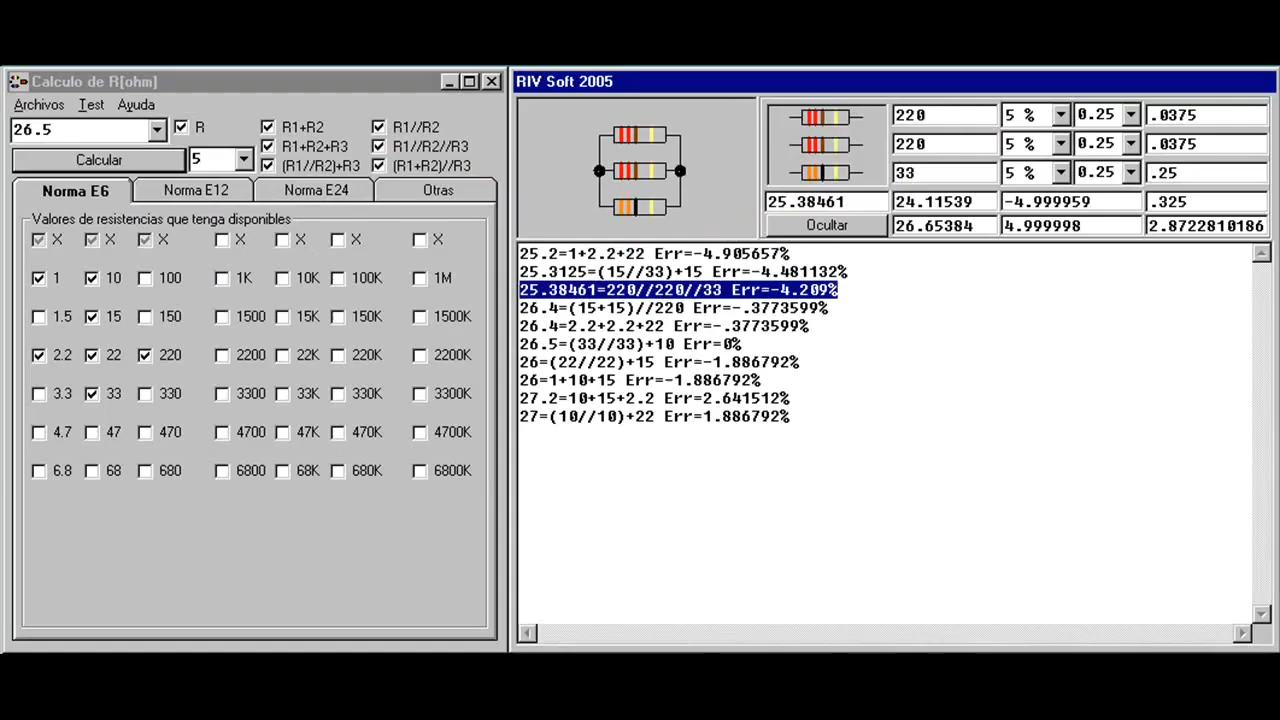 Calculo de R[ohm]
Archivos Test Ayuda
26.5 R R1+R2 R1//R2
R1+R2+R3 R1//R2//R3
Calcular 5 (R1//R2)+R3 (R1+R2)//R3
Norma E6 Norma E12 Norma E24 Otras
Valores de resistencias que tenga disponibles
X X X X X X X
1 10 100 1K 10K 100K 1M
1.5 15 150 1500 15K 150K 1500K
2.2 22 220 2200 22K 220K 2200K
3.3 33 330 3300 33K 330K 3300K
4.7 47 470 4700 47K 470K 4700K
6.8 68 680 6800 68K 680K 6800K
RIV Soft 2005
220 5 % 0.25 .0375
220 5 % 0.25 .0375
33 5 % 0.25 .25
25.38461 24.11539 -4.999959 .325
Ocultar 26.65384 4.999998 2.8722810186
25.2=1+2.2+22 Err=-4.905657%
25.3125=(15//33)+15 Err=-4.481132%
25.38461=220//220//33 Err=-4.209%
26.4=(15+15)//220 Err=-.3773599%
26.4=2.2+2.2+22 Err=-.3773599%
26.5=(33//33)+10 Err=0%
26=(22//22)+15 Err=-1.886792%
26=1+10+15 Err=-1.886792%
27.2=10+15+2.2 Err=2.641512%
27=(10//10)+22 Err=1.886792%